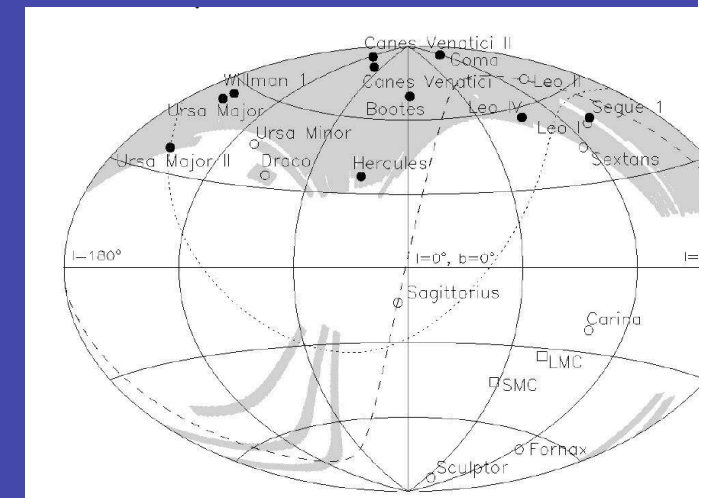 Canes Venatici II
Coma
Willman 1
Canes Venatici
Leo II
Ursa Major
Bootes
Leo IV
Segue 1
Leo I
Ursa Minor
Ursa Major II
Draco
Hercules
Sextans
l=180°
l=0°, b=0°
l=
Sagittarius
Carina
LMC
SMC
Fornax
Sculptor